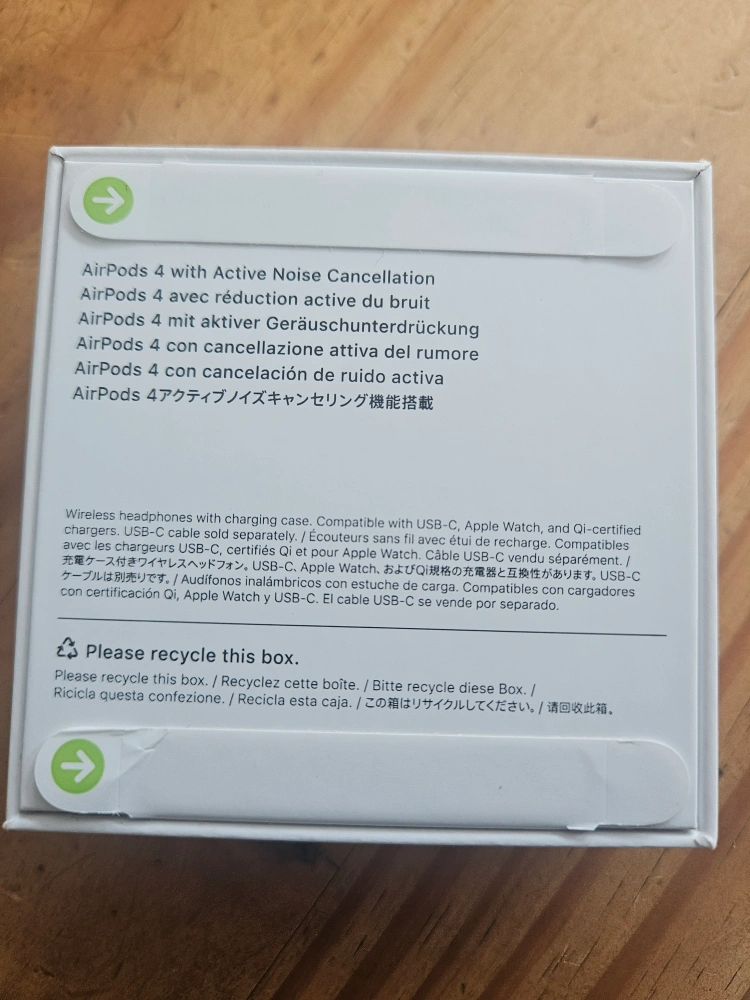 AirPods 4 with Active Noise Cancellation
AirPods 4 avec réduction active du bruit
AirPods 4 mit aktiver Geräuschunterdrückung
AirPods 4 con cancellazione attiva del rumore
AirPods 4 con cancelación de ruido activa
AirPods 4アクティブノイズキャンセリング機能搭載
Wireless headphones with charging case. Compatible with USB-C, Apple Watch, and Qi-certified
chargers. USB-C cable sold separately. / Écouteurs sans fil avec étui de recharge. Compatibles
avec les chargeurs USB-C, certifiés Qi et pour Apple Watch. Câble USB-C vendu séparément. /
充電ケース付きワイヤレスヘッドフォン。USB-C、Apple Watch、およびQi規格の充電器と互換性があります。USB-C
ケーブルは別売りです。/ Audífonos inalámbricos con estuche de carga. Compatibles con cargadores
con certificación Qi, Apple Watch y USB-C. El cable USB-C se vende por separado.
Please recycle this box.
Please recycle this box. / Recyclez cette boîte. / Bitte recycle diese Box. /
Ricicla questa confezione. / Recicla esta caja. / この箱はリサイクルしてください。/ 请回收此箱。